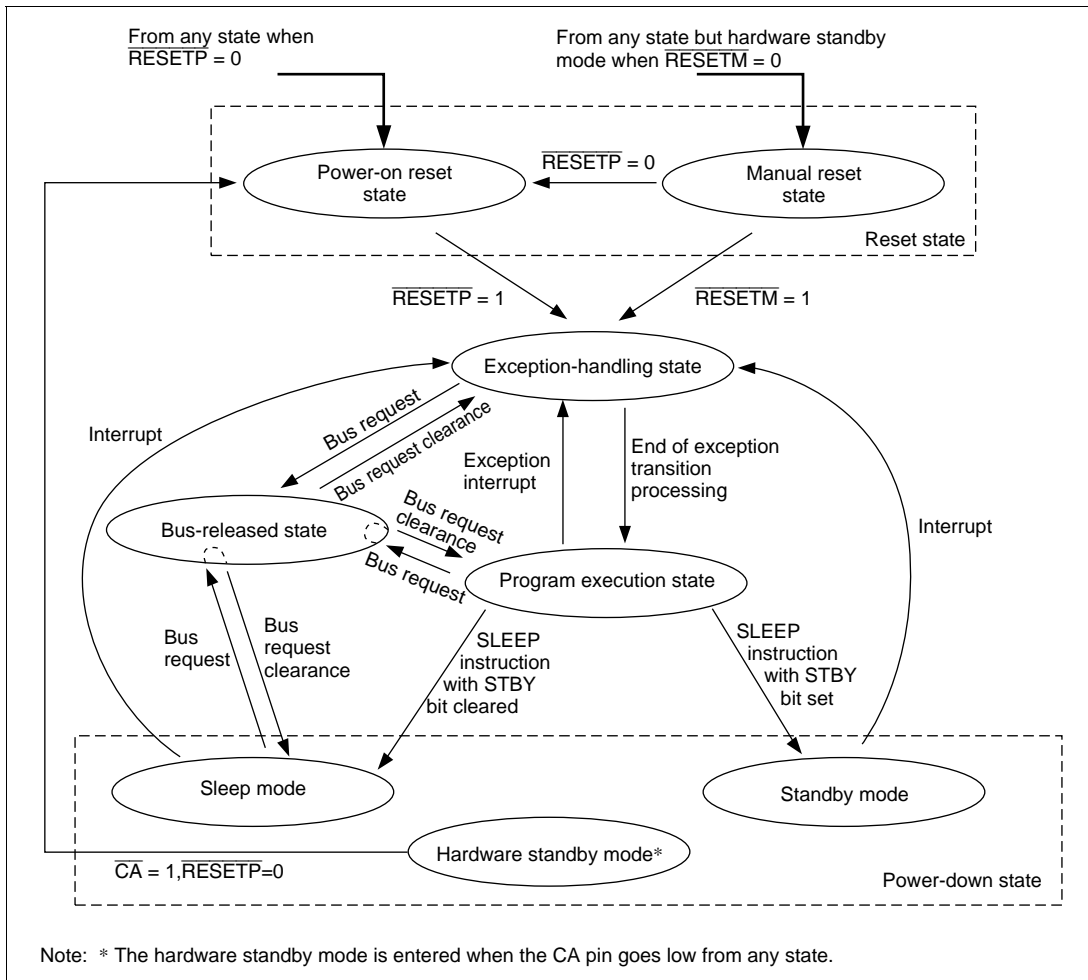 From any state when
RESETP = 0
From any state but hardware standby
mode when RESETM = 0
Power-on reset
state
RESETP = 0
Manual reset
state
Reset state
RESETP = 1
RESETM = 1
Exception-handling state
Interrupt
Bus request
Bus request clearance
Exception
interrupt
End of exception
transition
processing
Interrupt
Bus-released state
Bus request
clearance
Bus request
Program execution state
Bus
request
Bus
request
clearance
SLEEP
instruction
with STBY
bit cleared
SLEEP
instruction
with STBY
bit set
Sleep mode
Standby mode
Hardware standby mode*
CA = 1,RESETP=0
Power-down state
Note: * The hardware standby mode is entered when the CA pin goes low from any state.